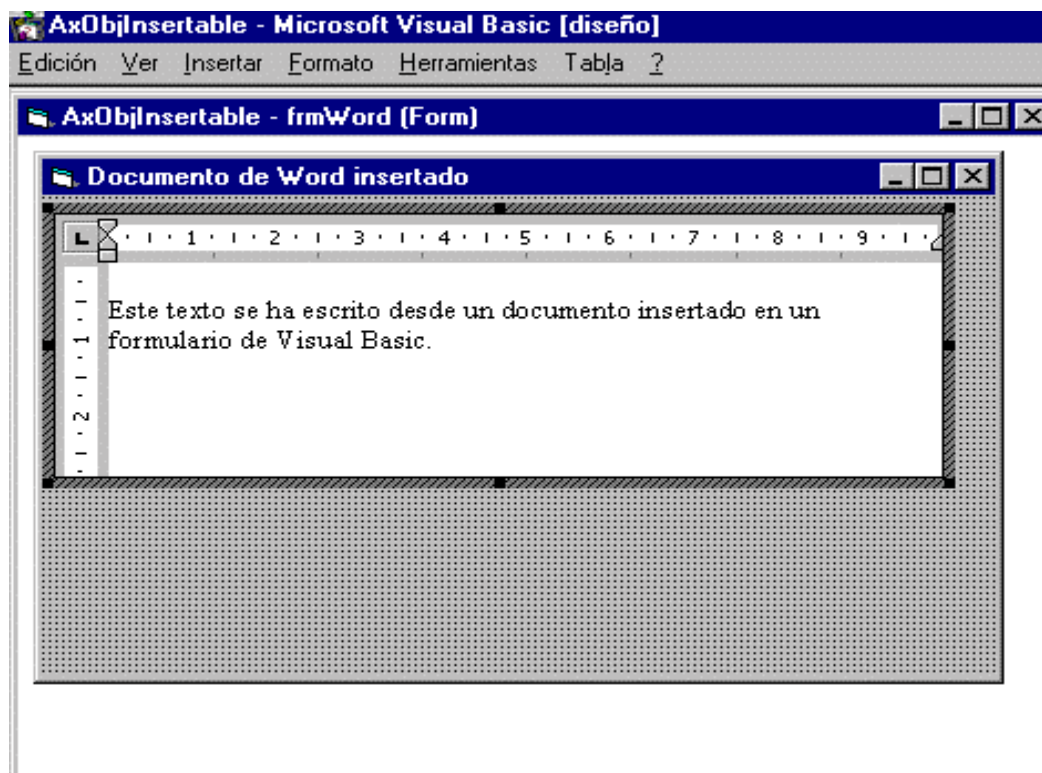 AxObjInsertable - Microsoft Visual Basic [diseño]
Edición Ver Insertar Formato Herramientas Tabla ?
AxObjInsertable - frmWord (Form)
Documento de Word insertado
L 1 2 3 4 5 6 7 8 9
Este texto se ha escrito desde un documento insertado en un
formulario de Visual Basic.
1
2